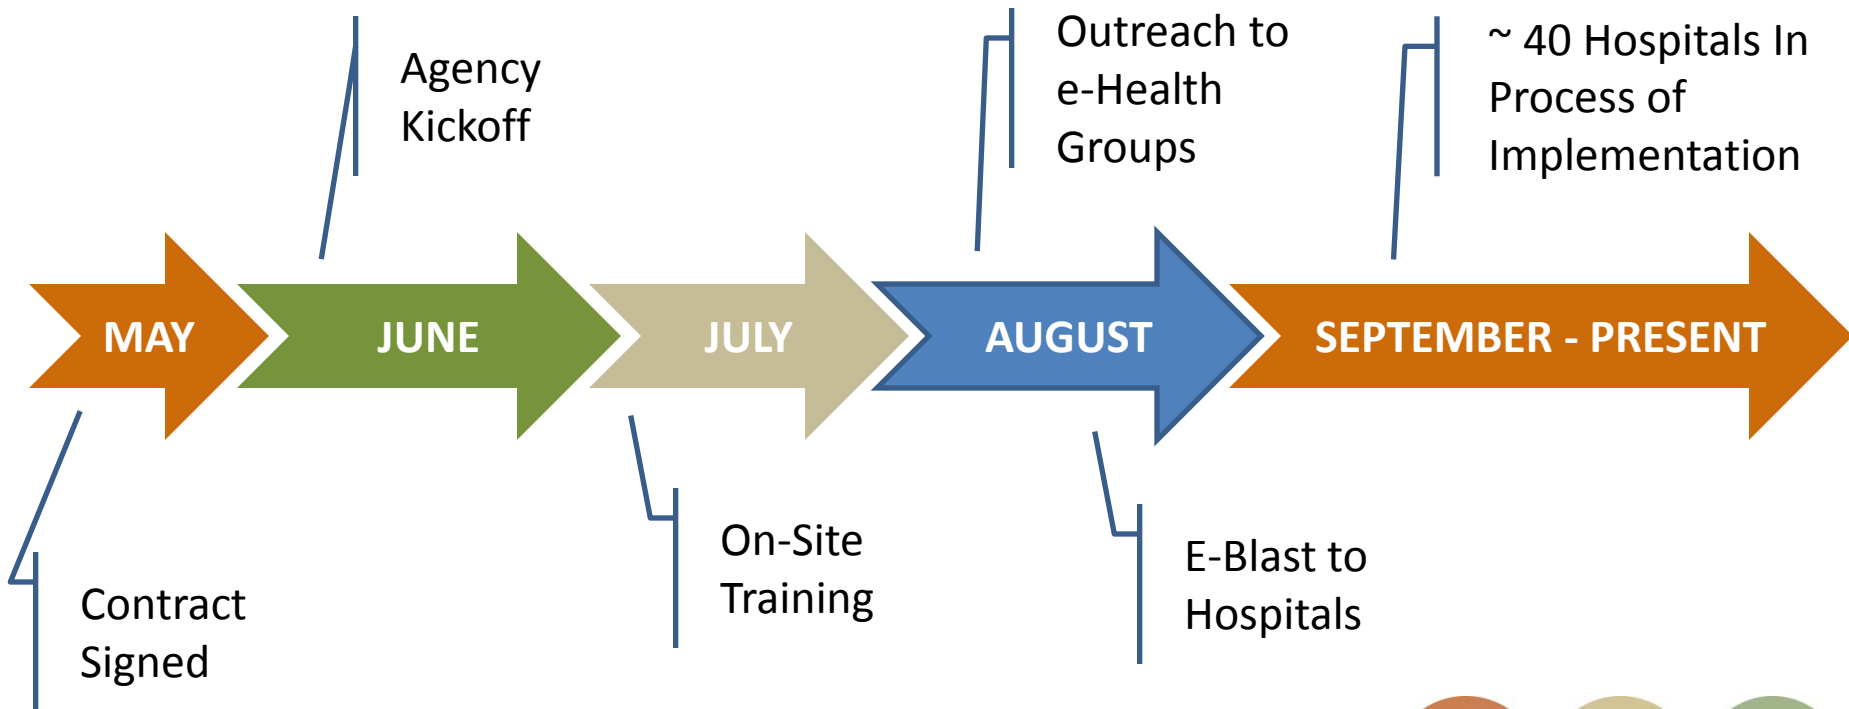 Agency
Kickoff
Outreach to
e-Health
Groups
~ 40 Hospitals In
Process of
Implementation
MAY
JUNE
JULY
AUGUST
SEPTEMBER - PRESENT
Contract
Signed
On-Site
Training
E-Blast to
Hospitals